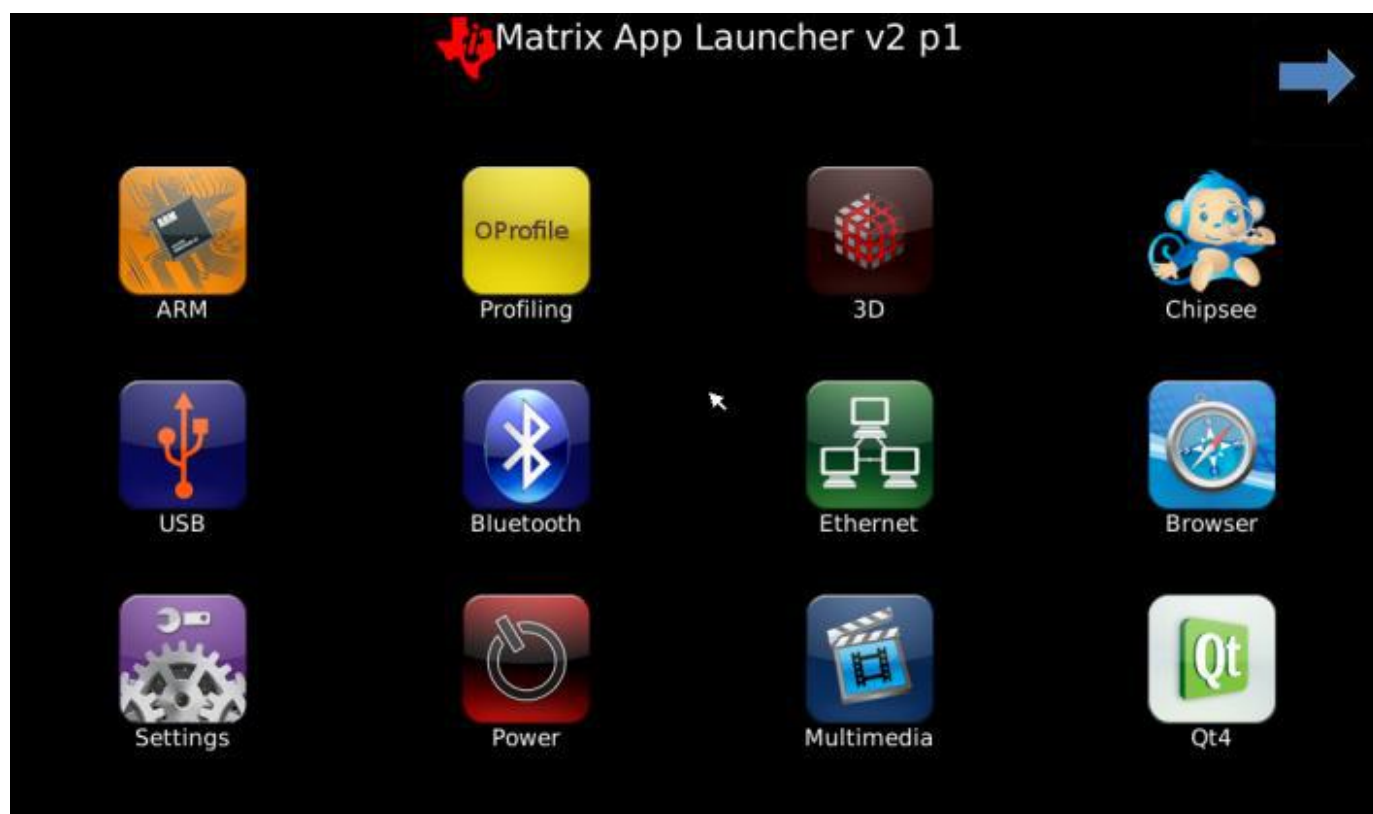 Matrix App Launcher v2 p1
OProfile
ARM
ARM
Profiling
3D
Chipsee
USB
Bluetooth
Ethernet
Browser
Settings
Power
Multimedia
Qt
Qt4